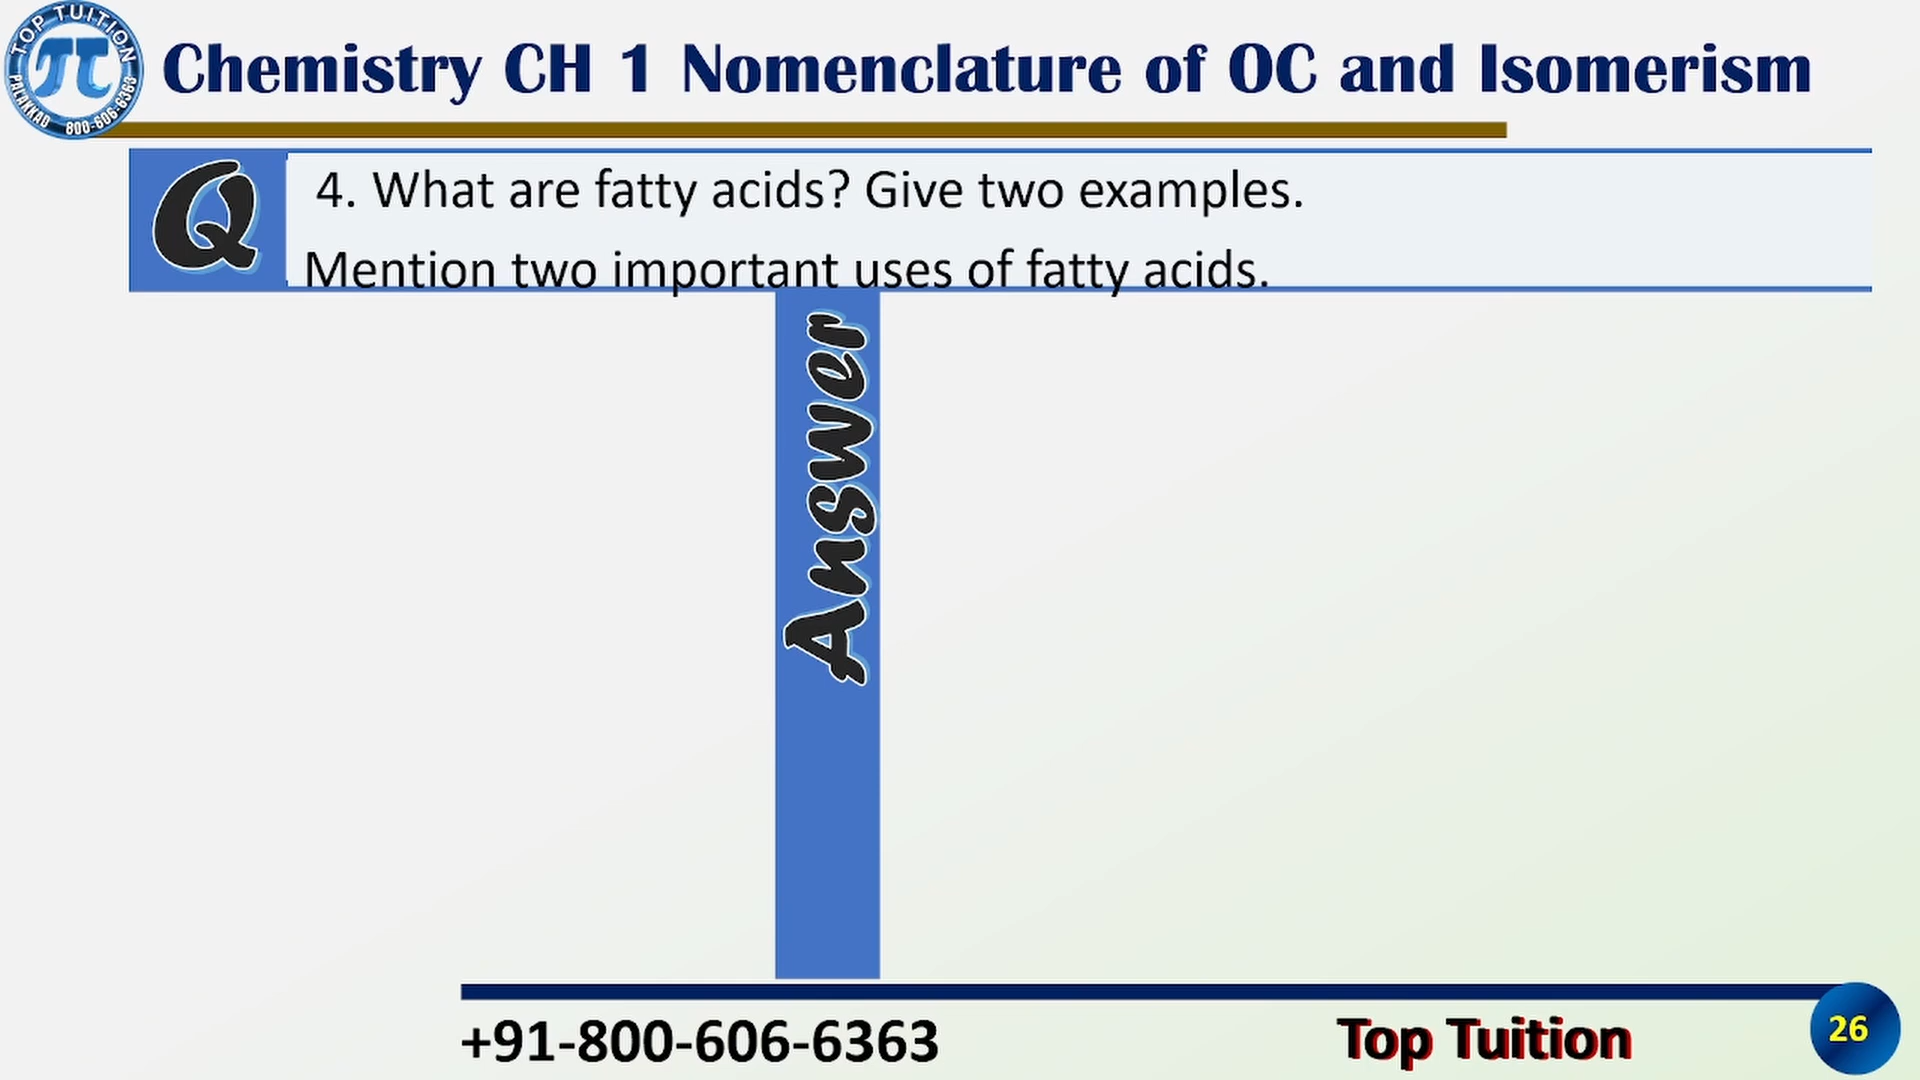 TOP TUITION
PALAKKAD 800-606-6363
Chemistry CH 1 Nomenclature of OC and Isomerism
Q
4. What are fatty acids? Give two examples.
Mention two important uses of fatty acids.
Answer
+91-800-606-6363
Top Tuition
26